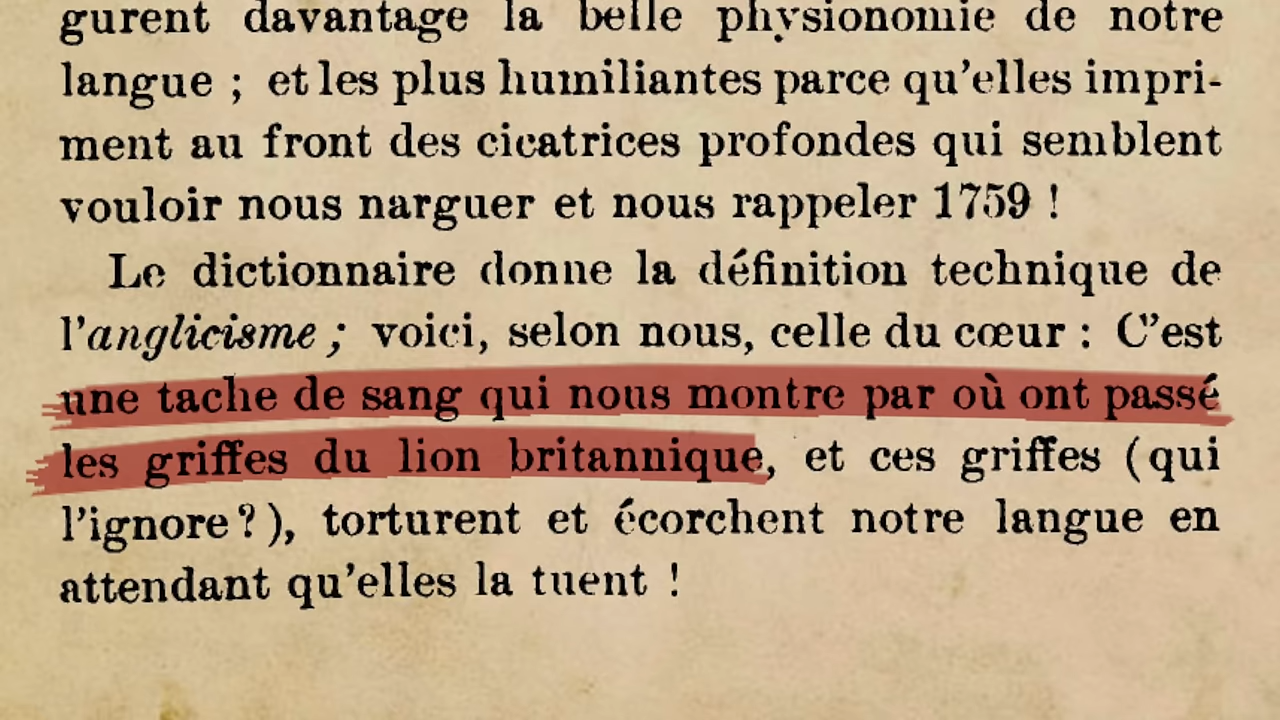 gurent davantage la belle physionomie de notre
langue ; et les plus humiliantes parce qu'elles impri-
ment au front des cicatrices profondes qui semblent
vouloir nous narguer et nous rappeler 1759 !
Le dictionnaire donne la définition technique de
l'anglicisme ; voici, selon nous, celle du cœur : C'est
une tache de sang qui nous montre par où ont passé
les griffes du lion britannique, et ces griffes (qui
l'ignore ? ), torturent et écorchent notre langue en
attendant qu'elles la tuent !